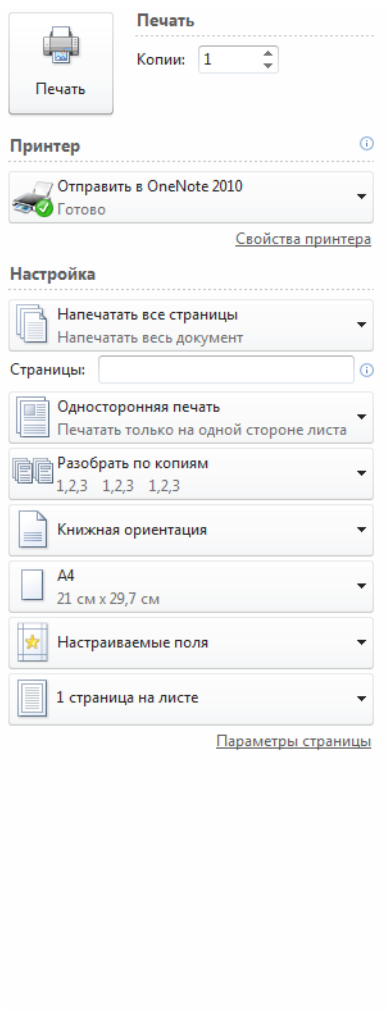 Печать
Печать
Копии: 1
Принтер
Отправить в OneNote 2010
Готово
Свойства принтера
Настройка
Напечатать все страницы
Напечатать весь документ
Страницы:
Односторонняя печать
Печатать только на одной стороне листа
Разобрать по копиям
1,2,3 1,2,3 1,2,3
Книжная ориентация
A4
21 см x 29,7 см
Настраиваемые поля
1 страница на листе
Параметры страницы